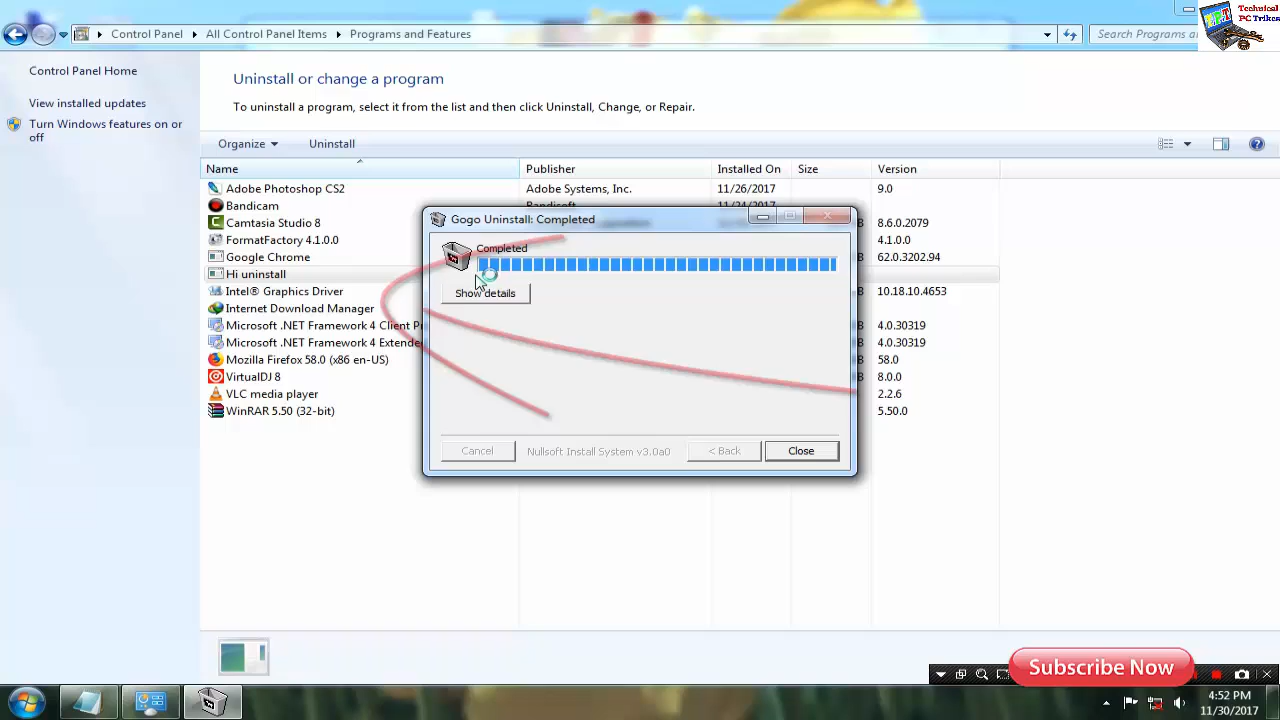 Control Panel
All Control Panel Items
Programs and Features
Search Programs
Technical
PC Trikes
Control Panel Home
View installed updates
Turn Windows features on or
off
Uninstall or change a program
To uninstall a program, select it from the list and then click Uninstall, Change, or Repair.
Organize
Uninstall
Name
Publisher
Installed On
Size
Version
Adobe Photoshop CS2 Adobe Systems, Inc. 11/26/2017 9.0
Bandicam Bandisoft 11/24/2017
Camtasia Studio 8 8.6.0.2079
FormatFactory 4.1.0.0 4.1.0.0
Google Chrome 62.0.3202.94
Hi uninstall
Intel® Graphics Driver 10.18.10.4653
Internet Download Manager
Microsoft .NET Framework 4 Client P B 4.0.30319
Microsoft .NET Framework 4 Extende B 4.0.30319
Mozilla Firefox 58.0 (x86 en-US) B 58.0
VirtualDJ 8 B 8.0.0
VLC media player 2.2.6
WinRAR 5.50 (32-bit) 5.50.0
Gogo Uninstall: Completed
Completed
Show details
Cancel
Nullsoft Install System v3.0a0
< Back
Close
Subscribe Now
4:52 PM
11/30/2017